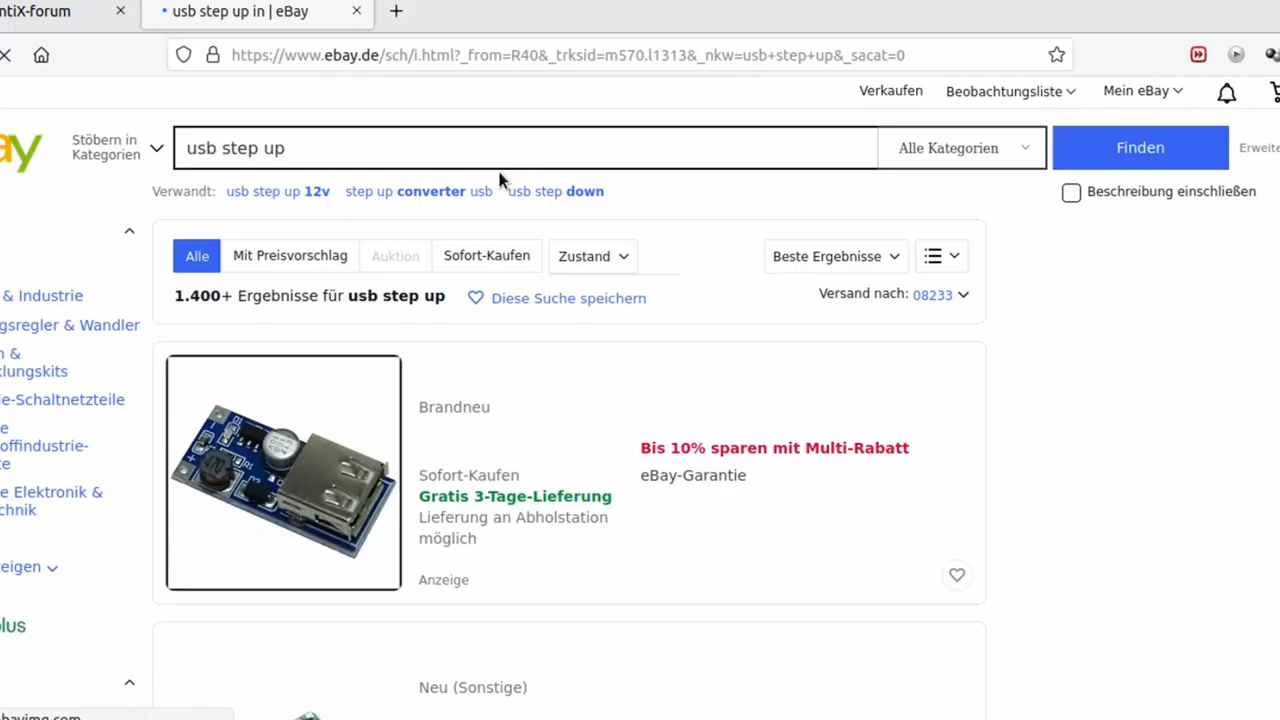 ntiX-forum
usb step up in | eBay
https://www.ebay.de/sch/i.html?_from=R40&_trksid=m570.l1313&_nkw=usb+step+up&_sacat=0
Verkaufen
Beobachtungsliste
Mein eBay
ay
Stöbern in
Kategorien
usb step up
Alle Kategorien
Finden
Erweite
Verwandt:
usb step up 12v
step up converter usb
usb step down
Beschreibung einschließen
Alle
Mit Preisvorschlag
Auktion
Sofort-Kaufen
Zustand
Beste Ergebnisse
1.400+ Ergebnisse für usb step up
Diese Suche speichern
Versand nach: 08233
& Industrie
gsregler & Wandler
n &
klungskits
ie-Schaltnetzteile
e
offindustrie-
te
e Elektronik &
chnik
eigen
plus
Brandneu
Sofort-Kaufen
Gratis 3-Tage-Lieferung
Lieferung an Abholstation
möglich
Anzeige
Bis 10% sparen mit Multi-Rabatt
eBay-Garantie
Neu (Sonstige)